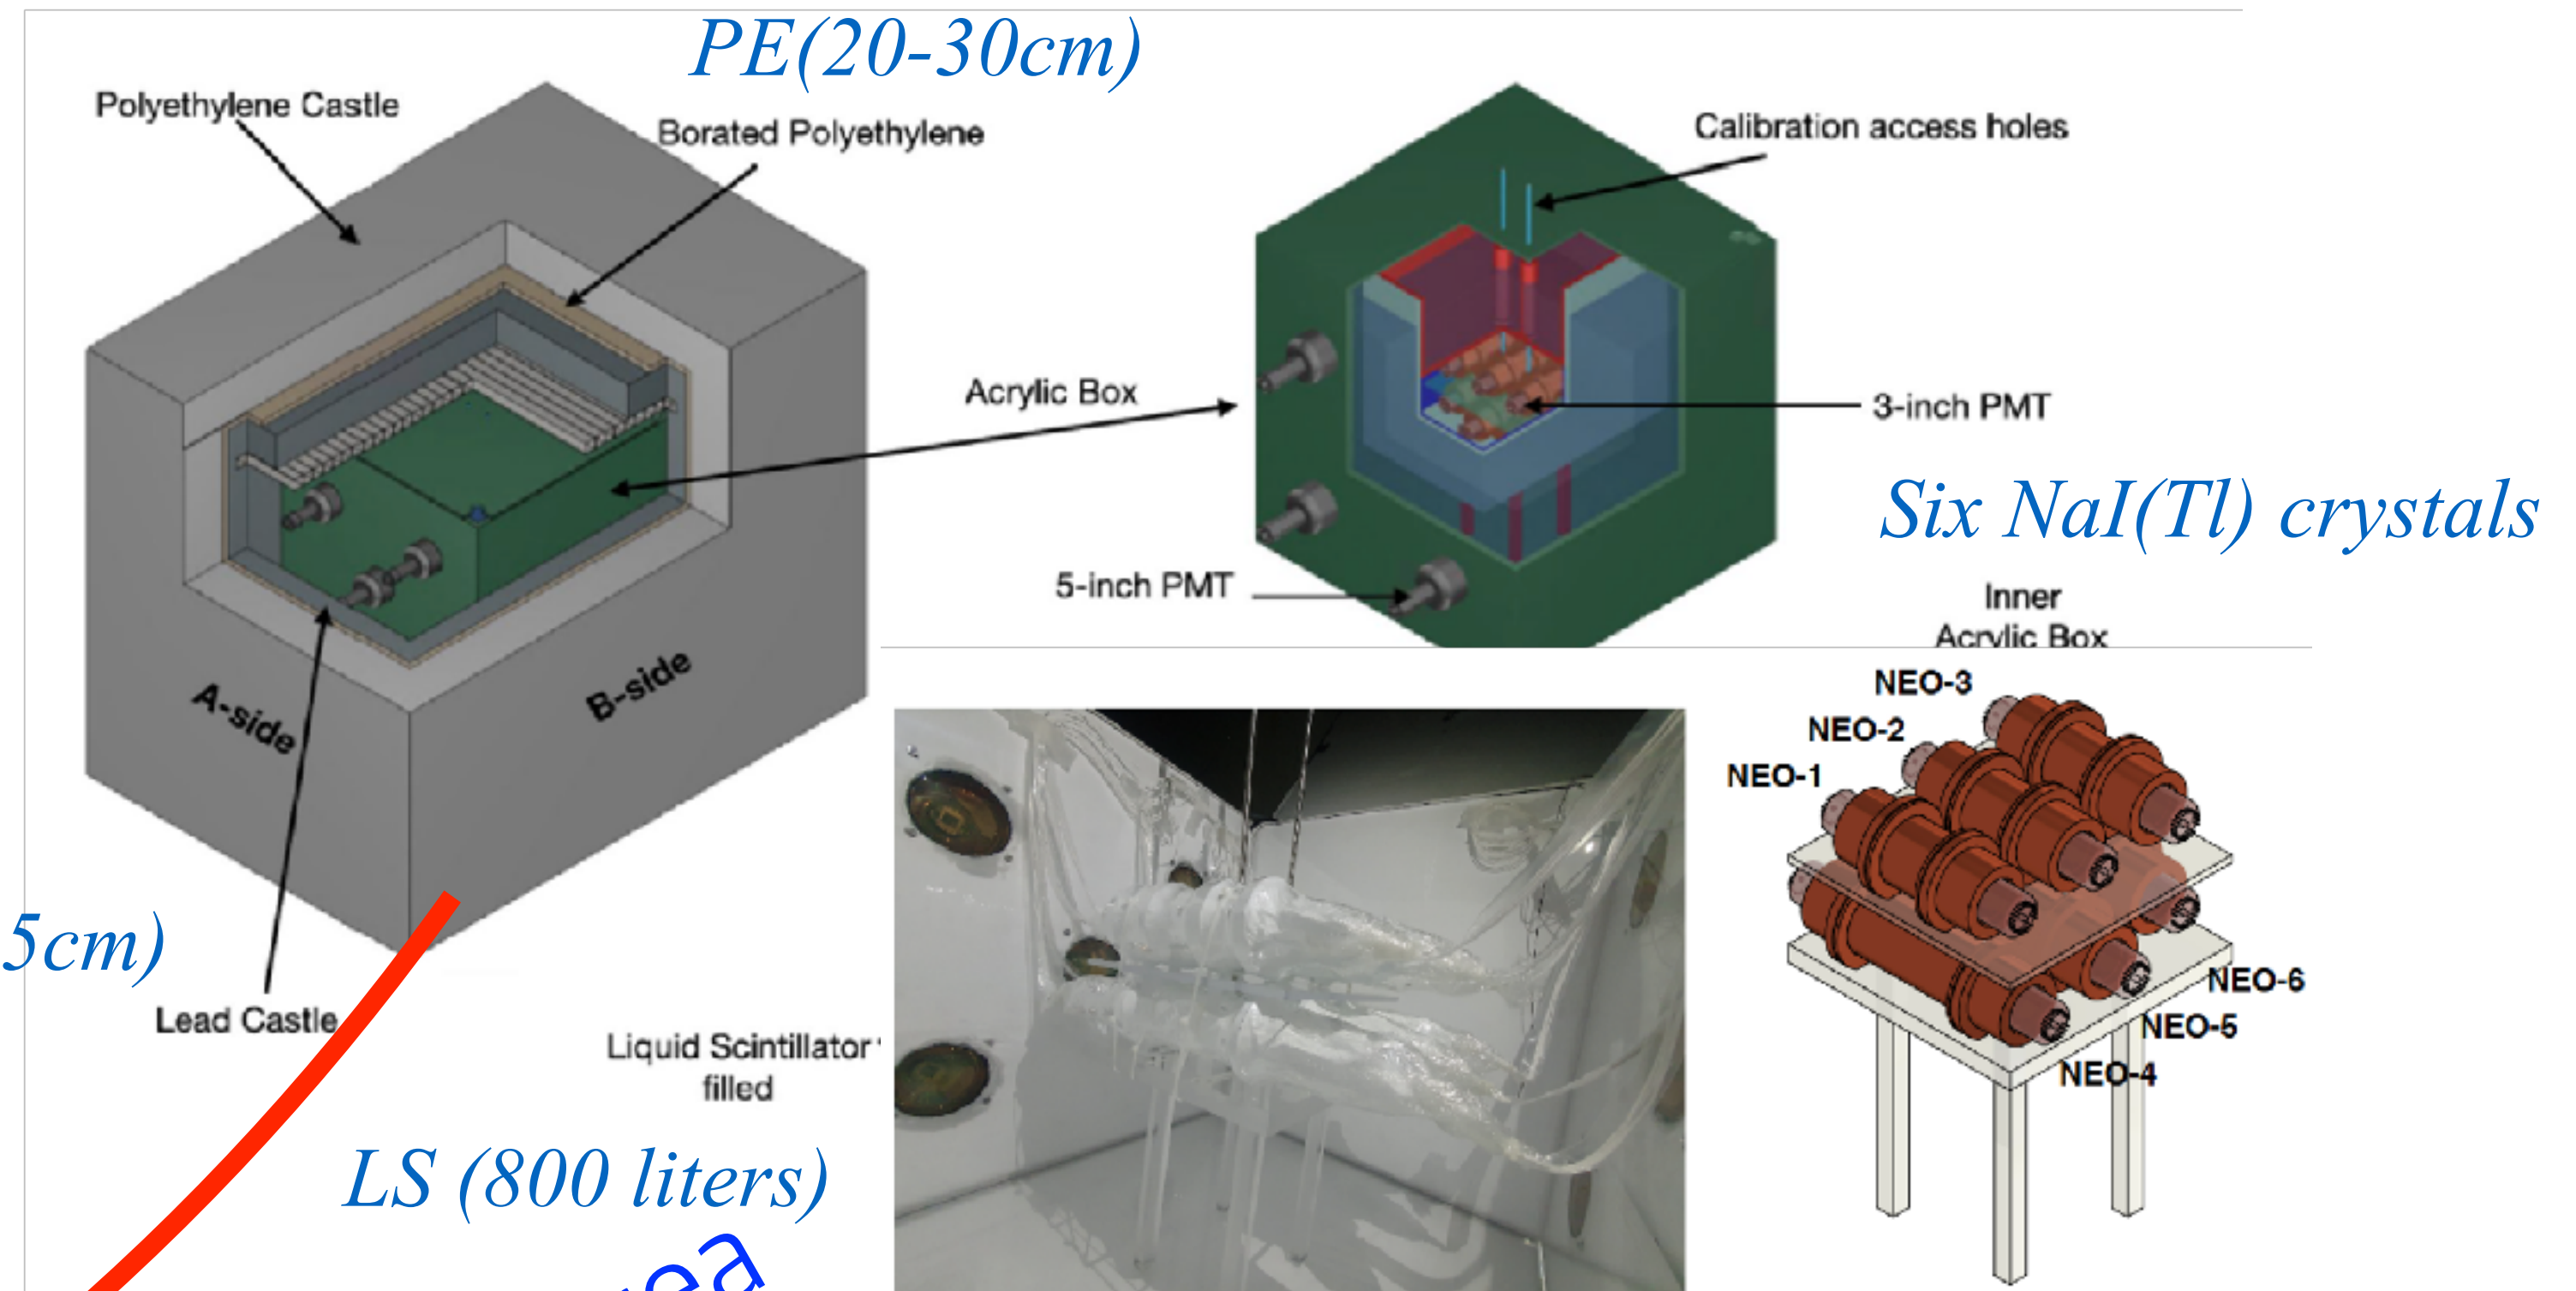 PE(20-30cm)
Polyethylene Castle
Borated Polyethylene
Calibration access holes
Acrylic Box
3-inch PMT
Six NaI(Tl) crystals
5-inch PMT
Inner
Acrylic Box
A-side
B-side
NEO-3
NEO-2
NEO-1
5cm)
Lead Castle
NEO-6
NEO-5
NEO-4
Liquid Scintillator
filled
LS (800 liters)